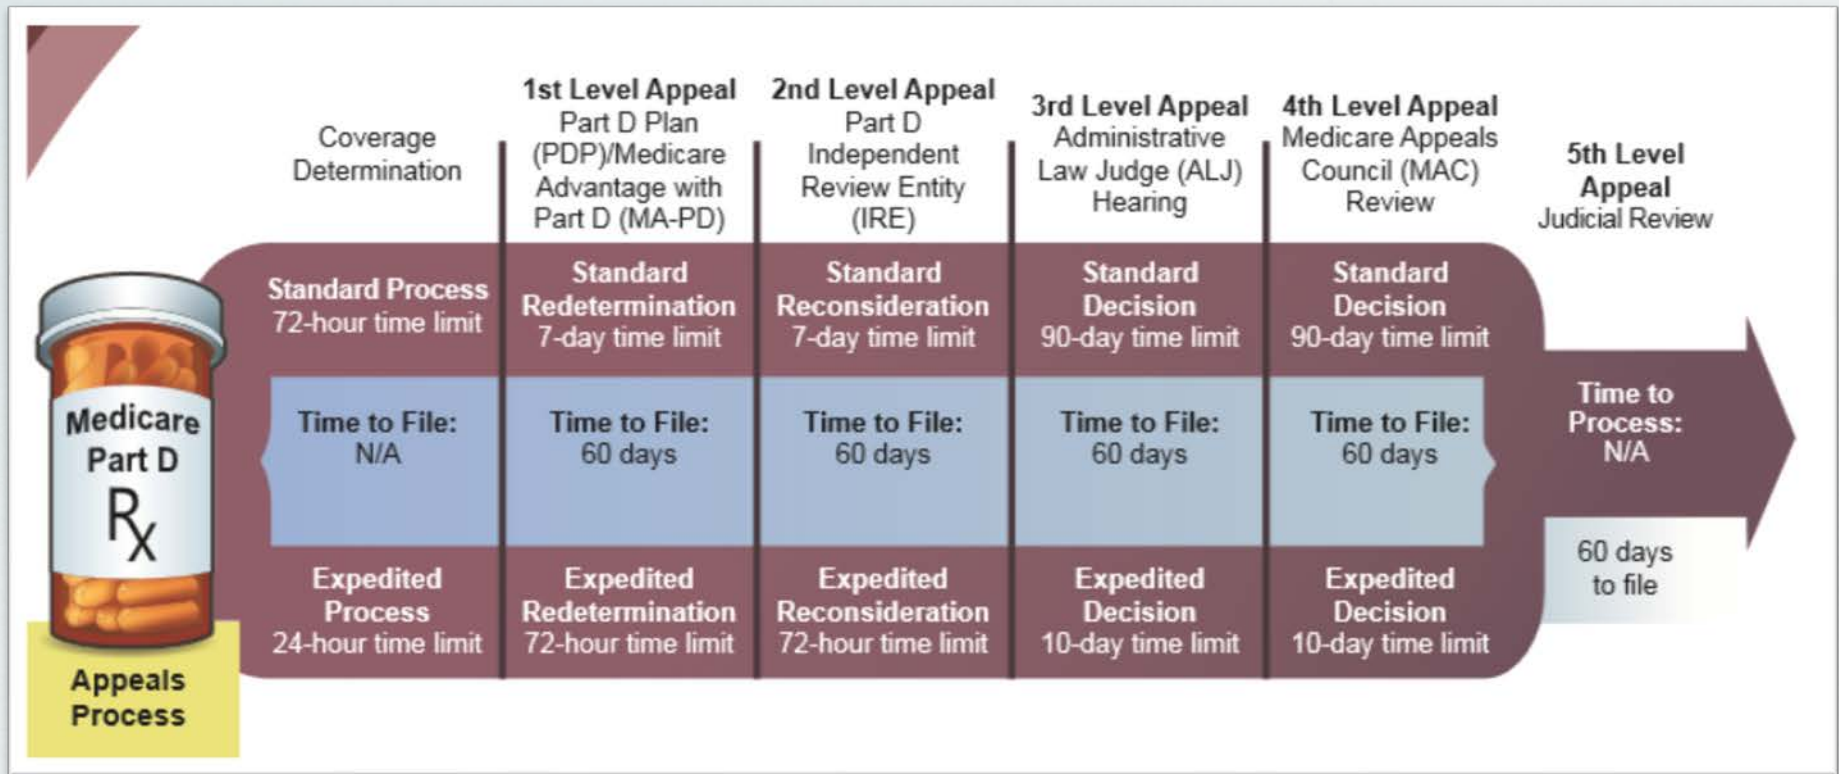 Coverage
Determination
1st Level Appeal
Part D Plan
(PDP)/Medicare
Advantage with
Part D (MA-PD)
2nd Level Appeal
Part D
Independent
Review Entity
(IRE)
3rd Level Appeal
Administrative
Law Judge (ALJ)
Hearing
4th Level Appeal
Medicare Appeals
Council (MAC)
Review
5th Level
Appeal
Judicial Review
Standard Process
72-hour time limit
Standard
Redetermination
7-day time limit
Standard
Reconsideration
7-day time limit
Standard
Decision
90-day time limit
Standard
Decision
90-day time limit
Medicare
Part D
Rx
Time to File:
N/A
Time to File:
60 days
Time to File:
60 days
Time to File:
60 days
Time to File:
60 days
Time to
Process:
N/A
Expedited
Process
24-hour time limit
Expedited
Redetermination
72-hour time limit
Expedited
Reconsideration
72-hour time limit
Expedited
Decision
10-day time limit
Expedited
Decision
10-day time limit
60 days
to file
Appeals
Process